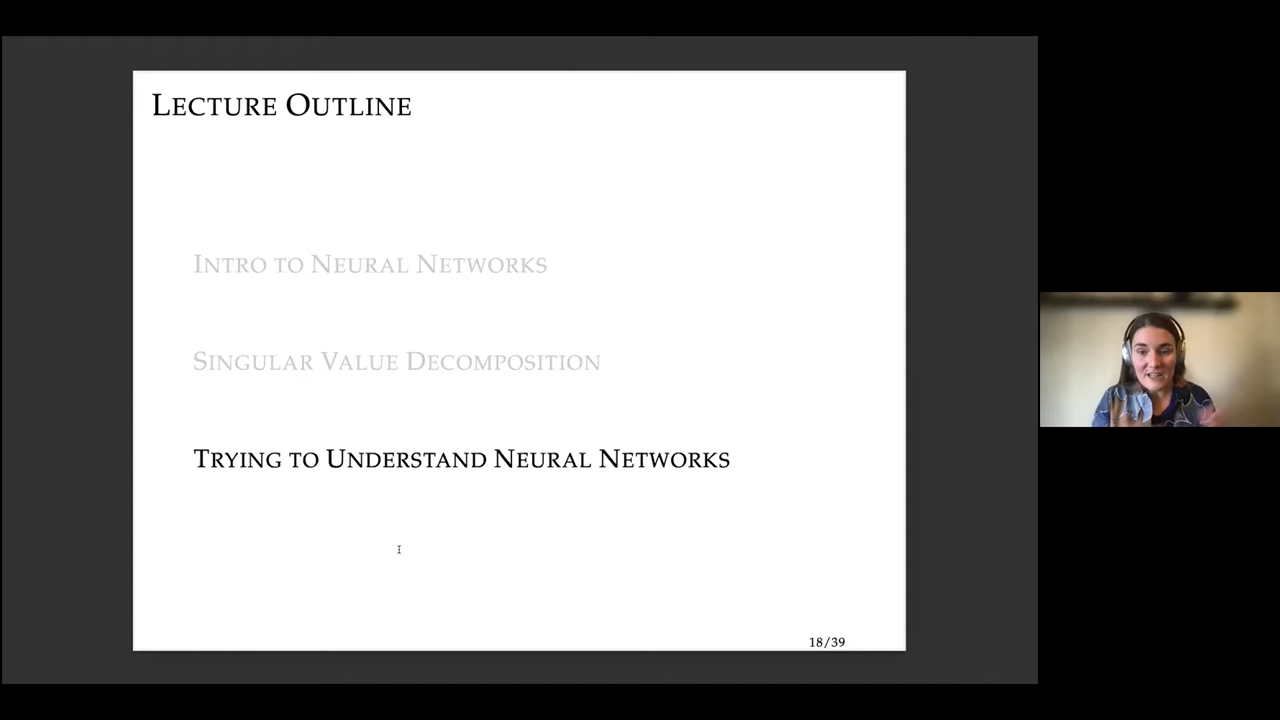 LECTURE OUTLINE
INTRO TO NEURAL NETWORKS
SINGULAR VALUE DECOMPOSITION
TRYING TO UNDERSTAND NEURAL NETWORKS
18/39